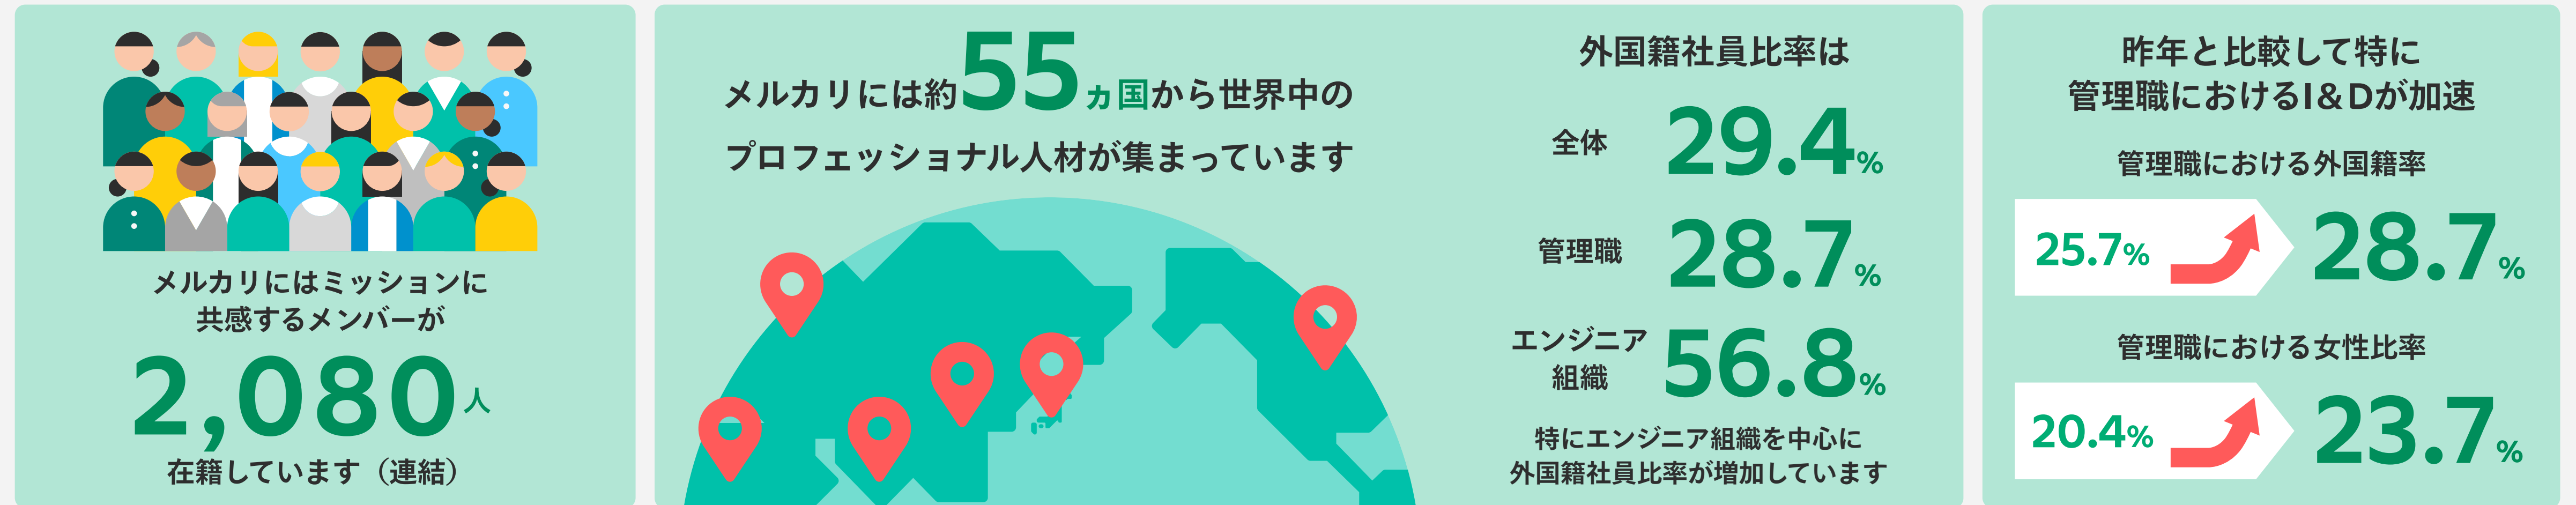 メルカリにはミッションに
共感するメンバーが
2,080人
在籍しています（連結）
メルカリには約55ヵ国から世界中の
プロフェッショナル人材が集まっています
外国籍社員比率は
全体 29.4%
管理職 28.7%
エンジニア
組織 56.8%
特にエンジニア組織を中心に
外国籍社員比率が増加しています
昨年と比較して特に
管理職におけるI＆Dが加速
管理職における外国籍率
25.7% 28.7%
管理職における女性比率
20.4% 23.7%